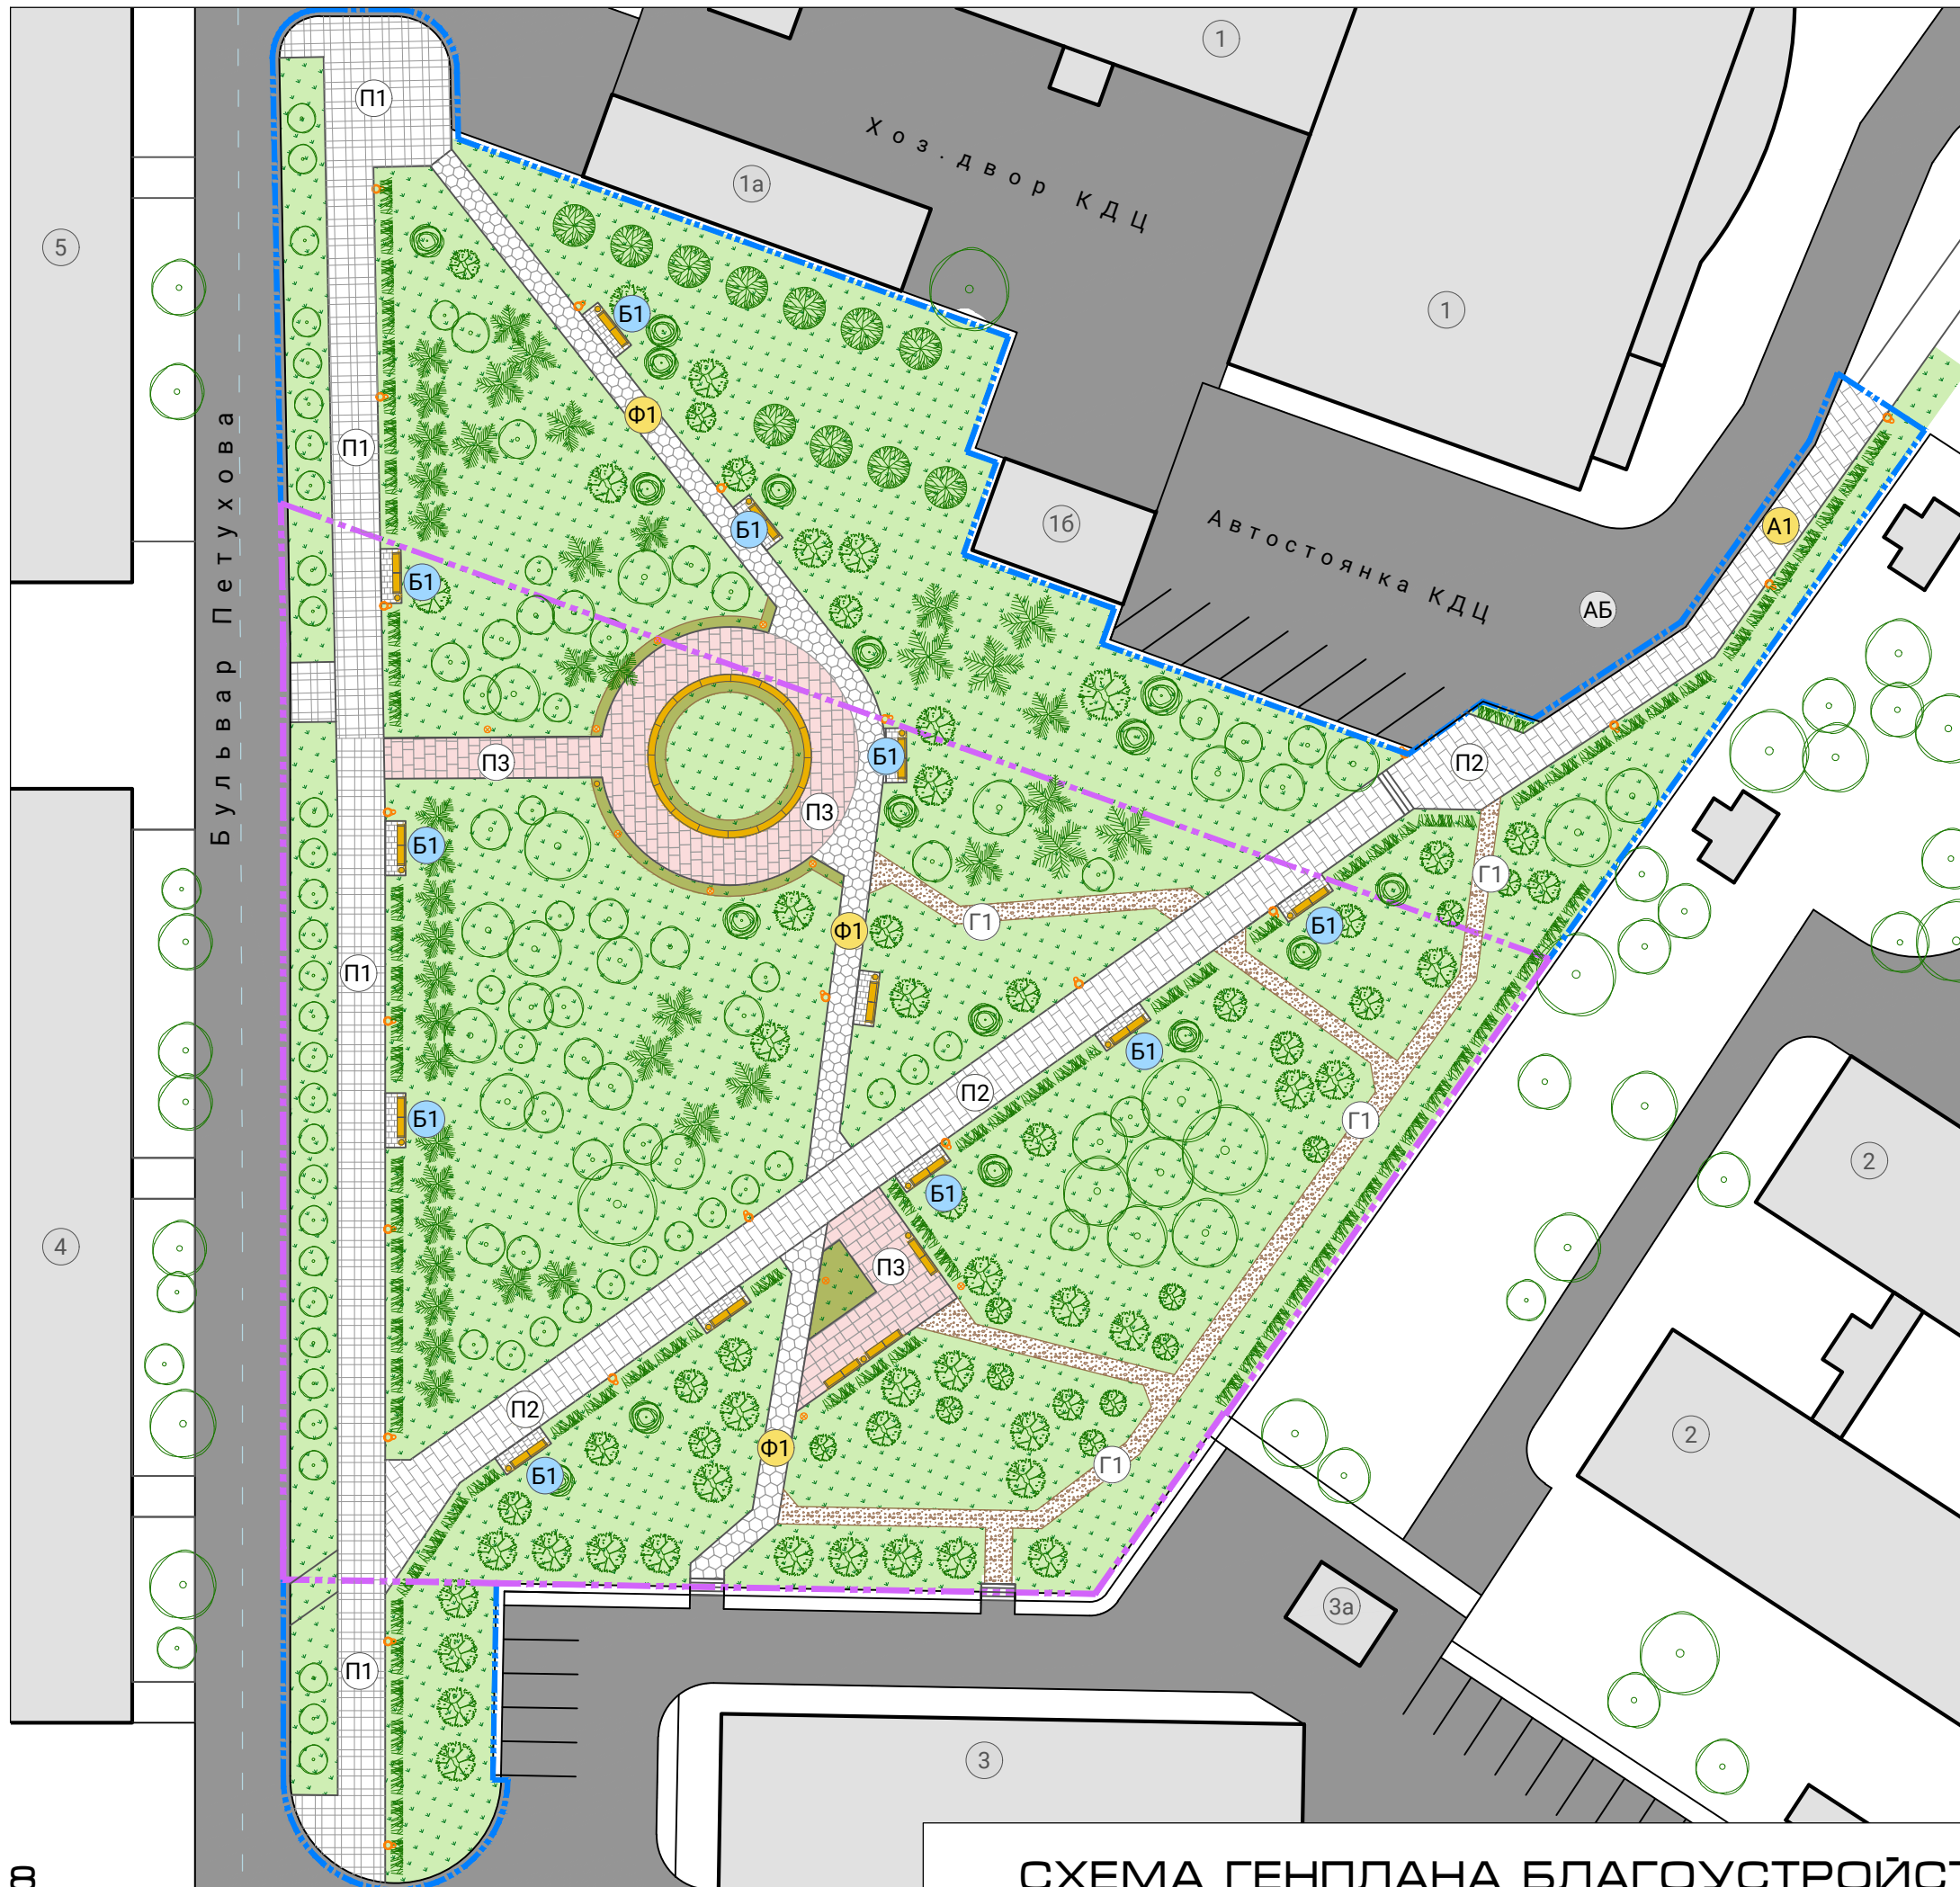 1
П1
Хоз.двор КДЦ
1а
5
1
Б1
Ф1
П1
А1
Б1
1б
Автостоянка КДЦ
Б1
АБ
Бульвар Петухова
П3
Б1
П2
П3
Б1
Г1
Г1
Б1
Ф1
П1
Б1
П2
Б1
Г1
2
Б1
4
П3
П2
2
Ф1
Г1
Б1
3а
П1
3
8
СХЕМА ГЕНПЛАНА БЛАГОУСТРОЙСТ